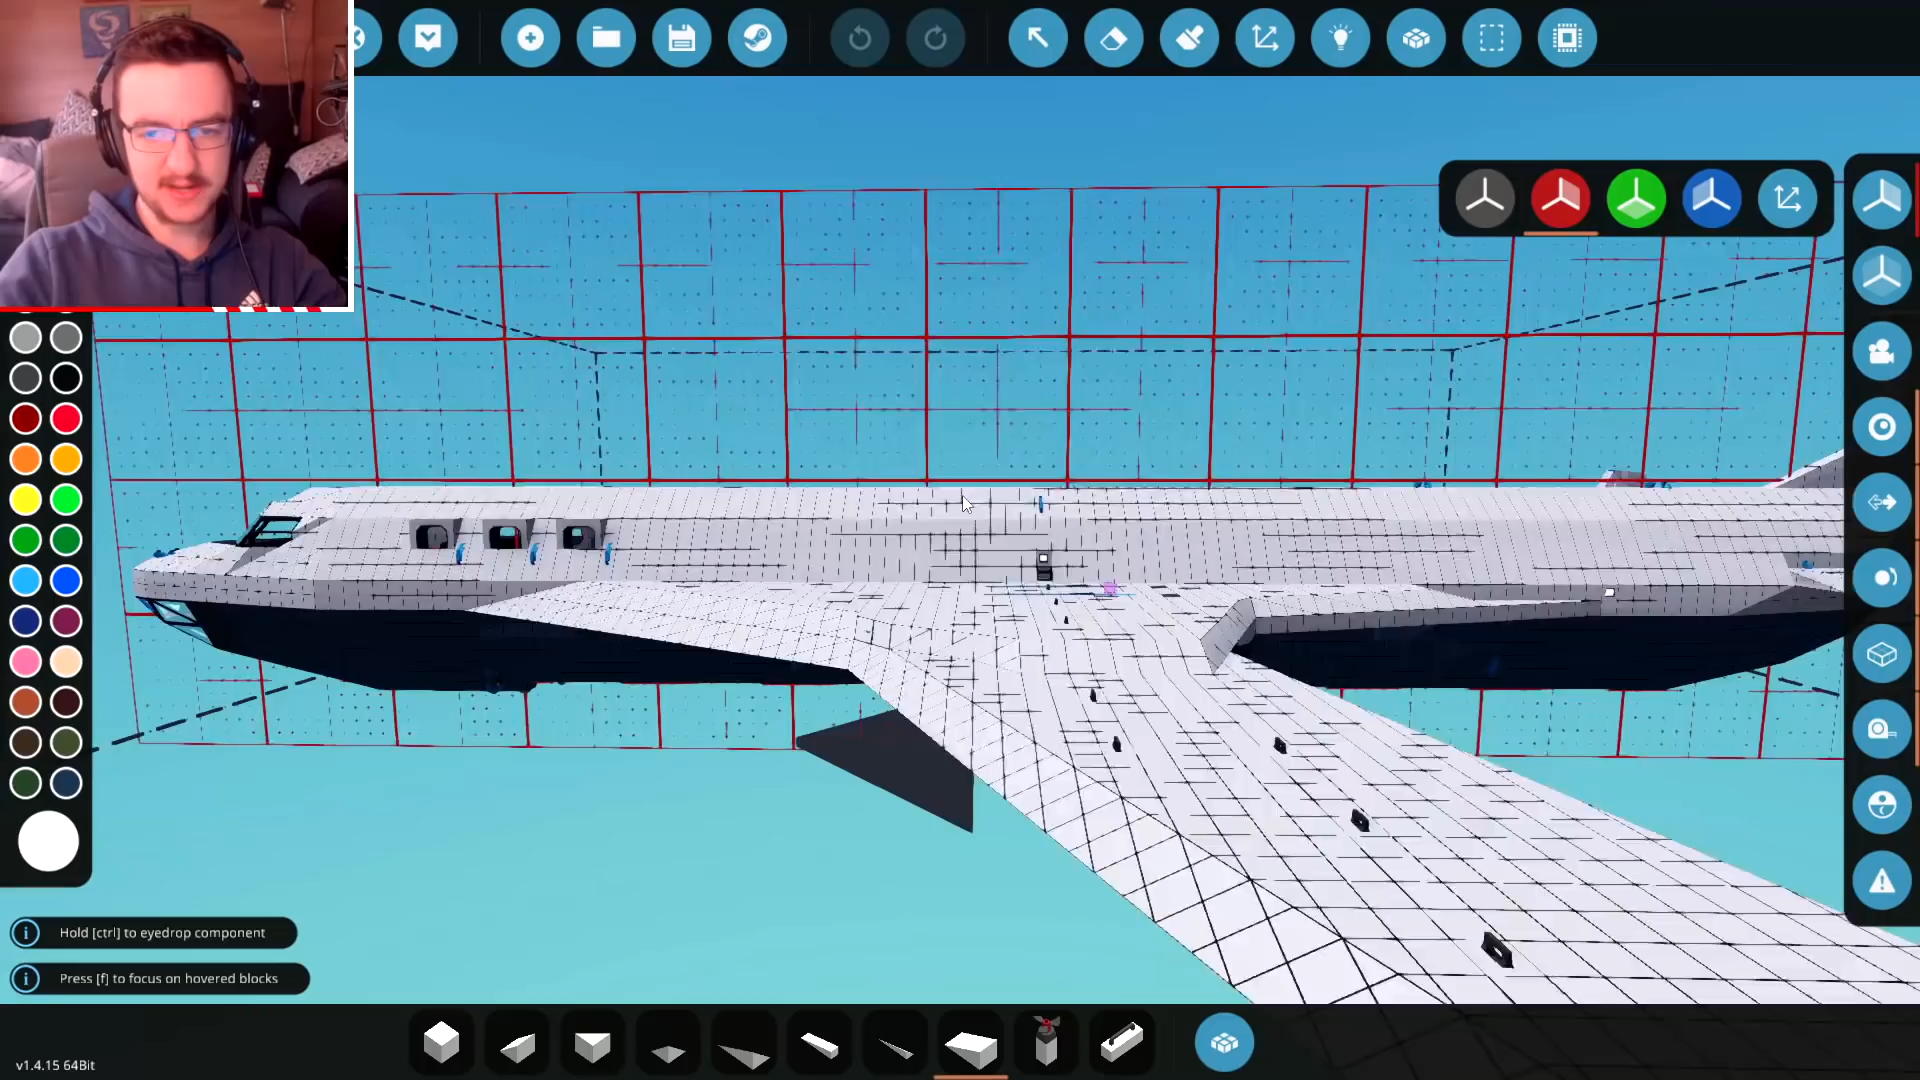 Hold [ctrl] to eyedrop component
Press [f] to focus on hovered blocks
v1.4.15 64Bit